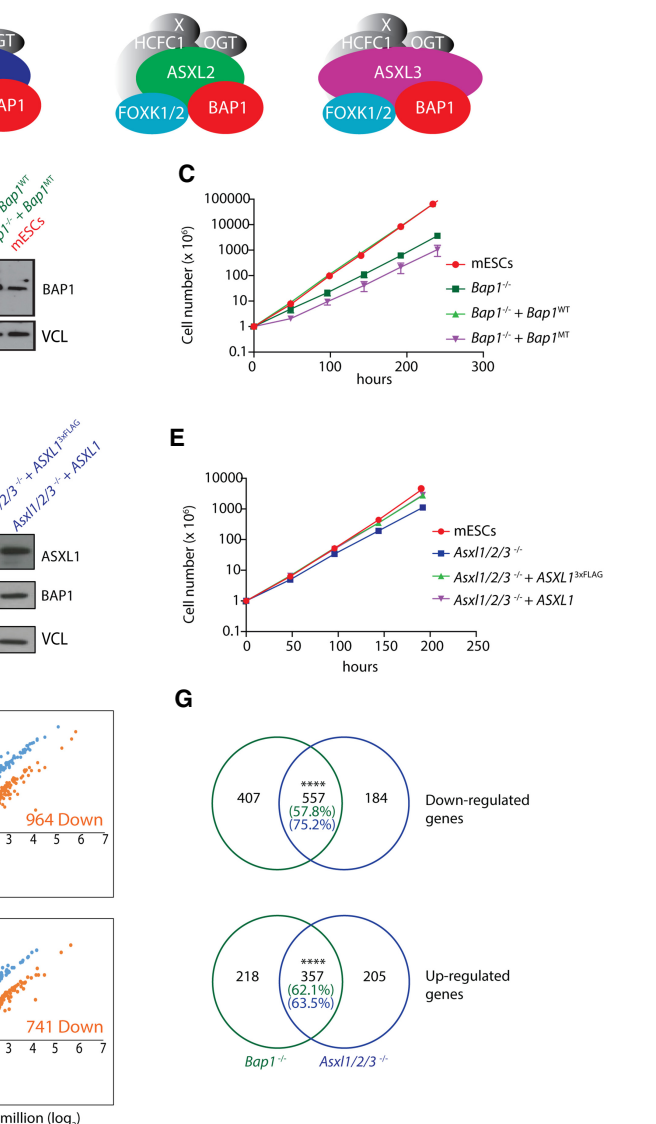 GT
AP1
X
HCFC1 OGT
ASXL2
FOXK1/2 BAP1
X
HCFC1 OGT
ASXL3
FOXK1/2 BAP1
Bap1WT
p1-/- + Bap1MT
mESCs
BAP1
VCL
C
Cell number (x 10⁶)
100000
10000
1000
100
10
1
0.1
0 100 200 300
hours
mESCs
Bap1-/-
Bap1-/- + Bap1WT
Bap1-/- + Bap1MT
/2/3 -/- + ASXL13xFLAG
Asxl1/2/3 -/- + ASXL1
ASXL1
BAP1
VCL
E
Cell number (x 10⁶)
10000
1000
100
10
1
0.1
0 50 100 150 200 250
hours
mESCs
Asxl1/2/3 -/-
Asxl1/2/3 -/- + ASXL13xFLAG
Asxl1/2/3 -/- + ASXL1
964 Down
3 4 5 6 7
741 Down
3 4 5 6 7
million (log₂)
G
407
****
557
(57.8%)
(75.2%)
184
Down-regulated
genes
218
****
357
(62.1%)
(63.5%)
205
Up-regulated
genes
Bap1 -/- Asxl1/2/3 -/-